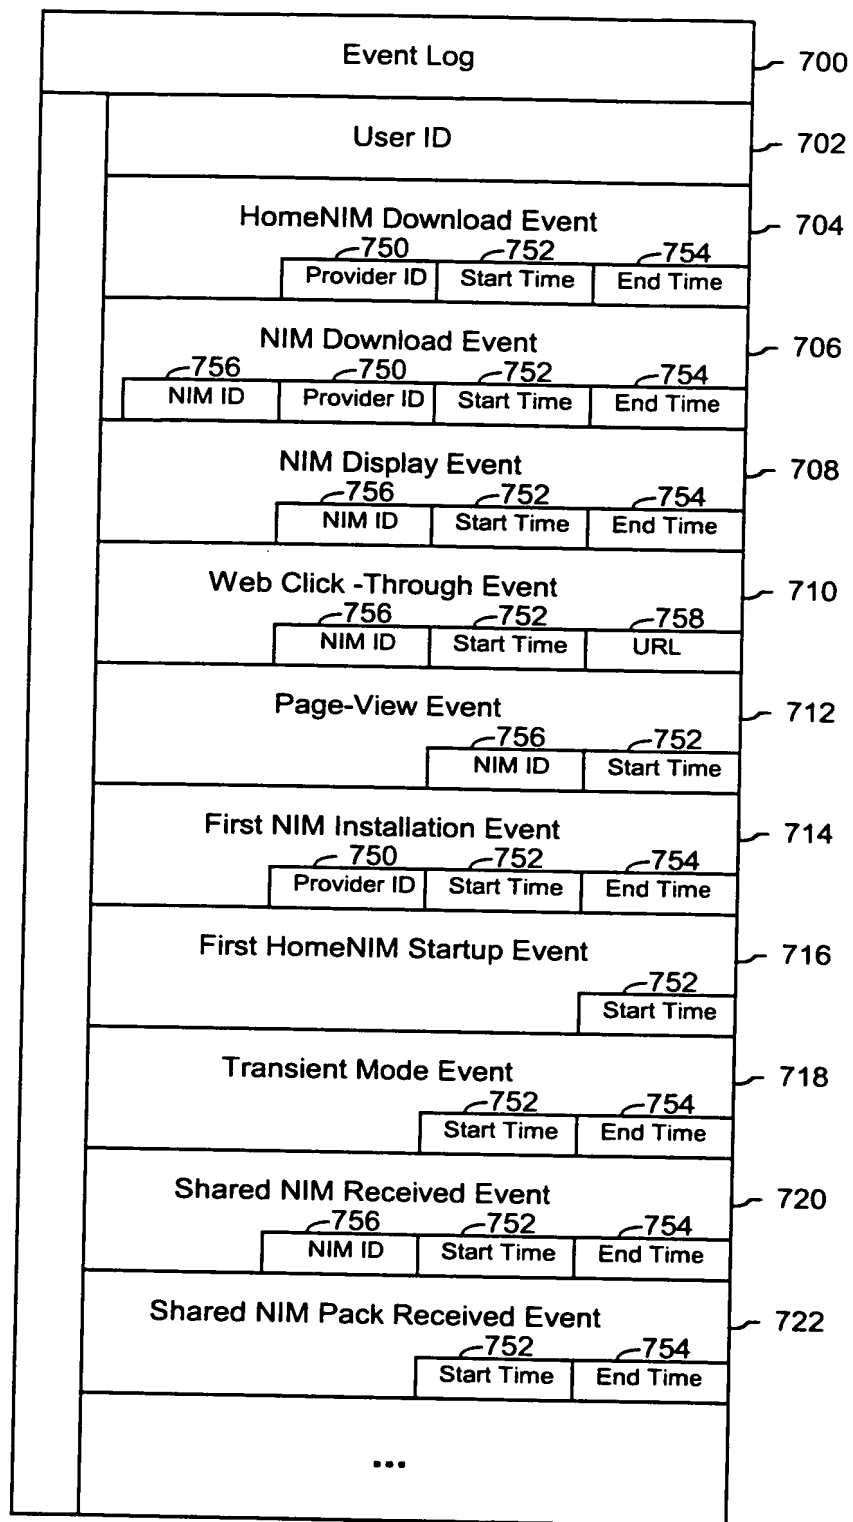 Event Log 700
User ID 702
HomeNIM Download Event 704
750 752 754
Provider ID Start Time End Time
NIM Download Event 706
756 750 752 754
NIM ID Provider ID Start Time End Time
NIM Display Event 708
756 752 754
NIM ID Start Time End Time
Web Click -Through Event 710
756 752 758
NIM ID Start Time URL
Page-View Event 712
756 752
NIM ID Start Time
First NIM Installation Event 714
750 752 754
Provider ID Start Time End Time
First HomeNIM Startup Event 716
752
Start Time
Transient Mode Event 718
752 754
Start Time End Time
Shared NIM Received Event 720
756 752 754
NIM ID Start Time End Time
Shared NIM Pack Received Event 722
752 754
Start Time End Time
...